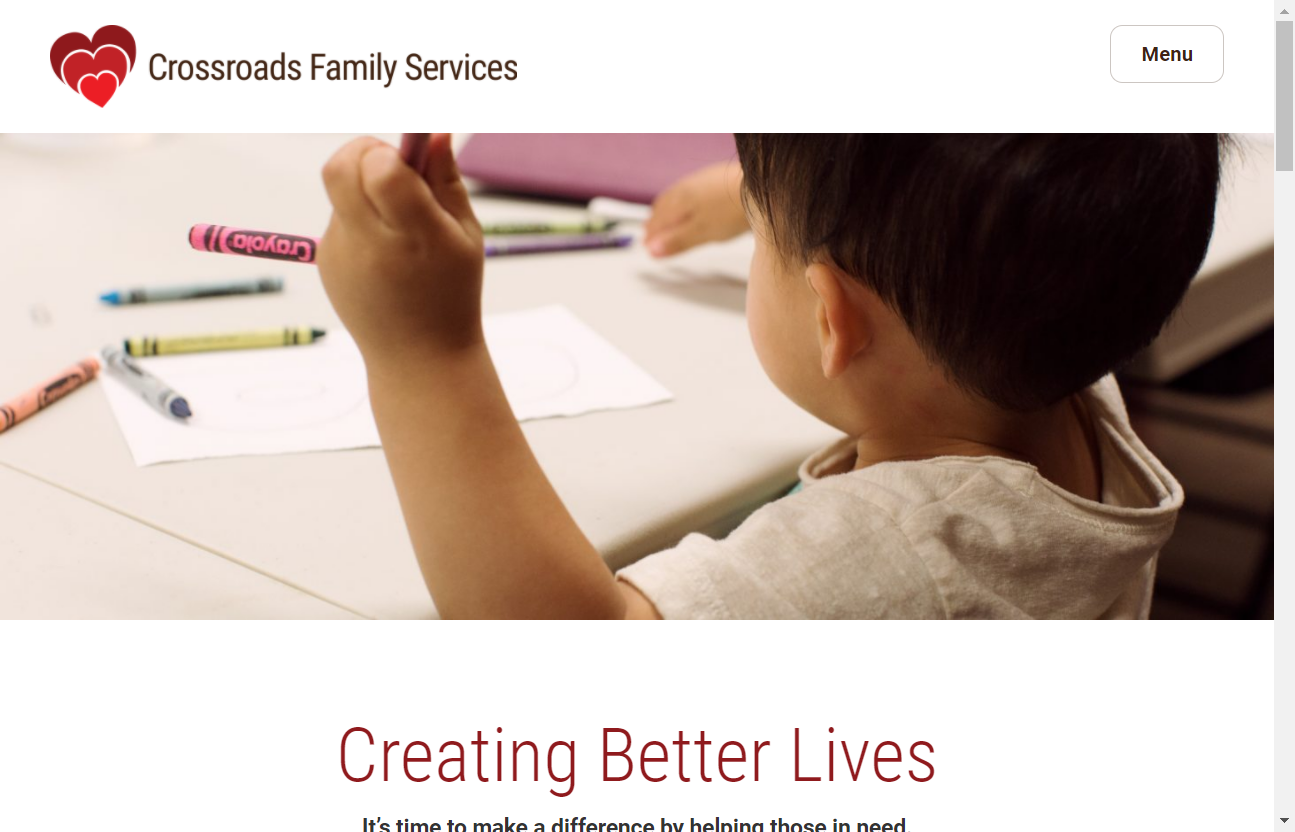 Crossroads Family Services
Menu
Crayola
Creating Better Lives
It's time to make a difference by helping those in need.